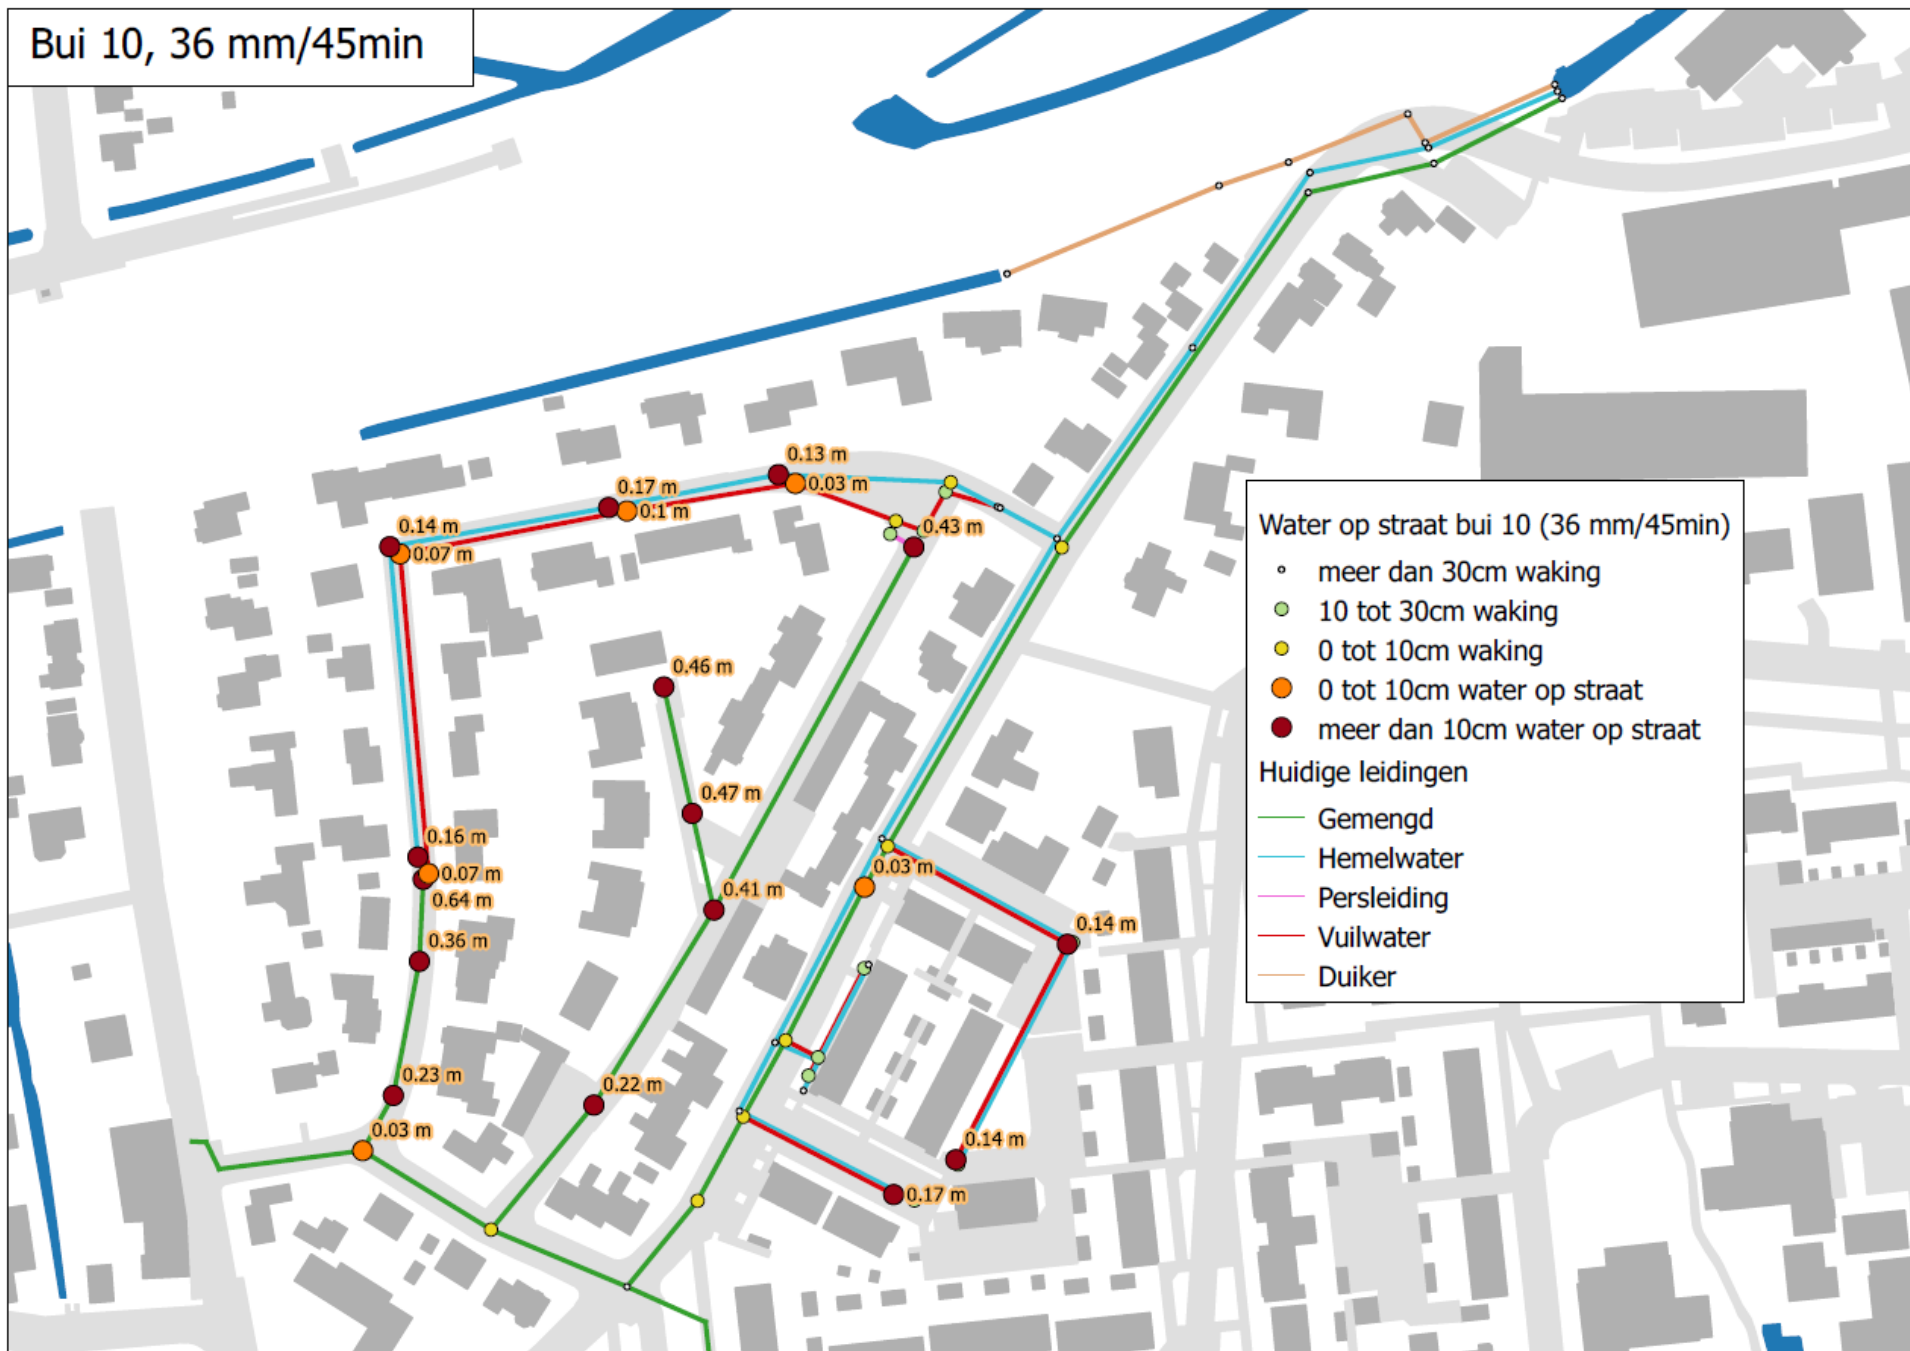 Bui 10, 36 mm/45min
0.13 m
0.03 m
0.17 m
0.1 m
0.14 m
0.07 m
0.43 m
0.46 m
0.47 m
0.16 m
0.07 m
0.64 m
0.03 m
0.41 m
0.14 m
0.36 m
0.23 m
0.22 m
0.03 m
0.14 m
0.17 m
Water op straat bui 10 (36 mm/45min)
meer dan 30cm waking
10 tot 30cm waking
0 tot 10cm waking
0 tot 10cm water op straat
meer dan 10cm water op straat
Huidige leidingen
Gemengd
Hemelwater
Persleiding
Vuilwater
Duiker